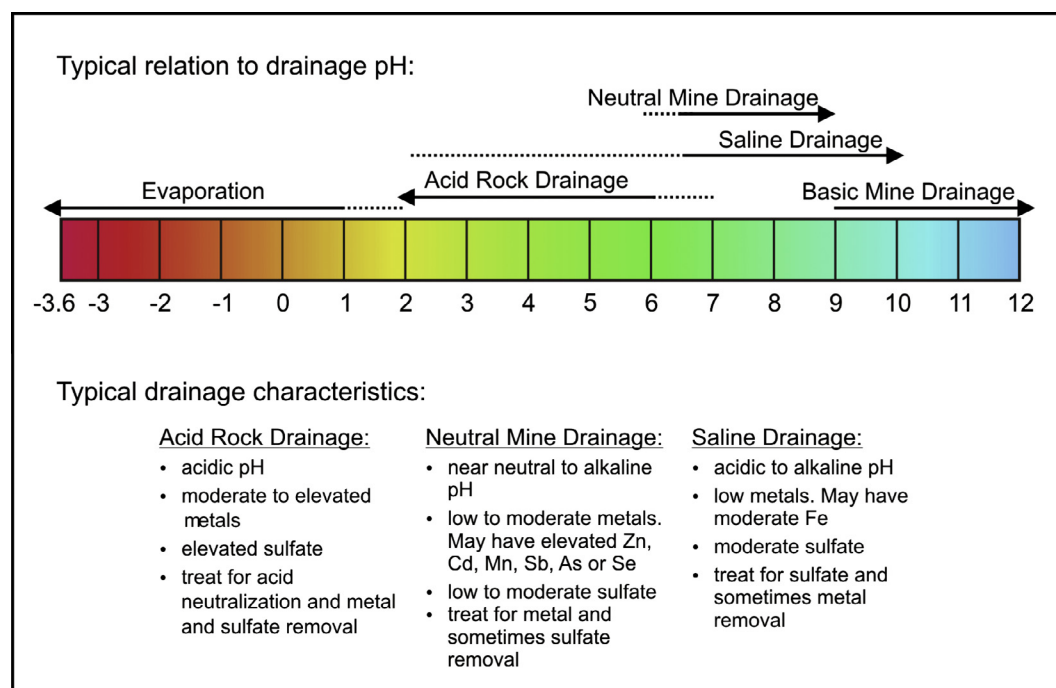 Typical relation to drainage pH:
Neutral Mine Drainage
Saline Drainage
Evaporation
Acid Rock Drainage
Basic Mine Drainage
-3.6 -3 -2 -1 0 1 2 3 4 5 6 7 8 9 10 11 12
Typical drainage characteristics:
Acid Rock Drainage:
• acidic pH
• moderate to elevated
metals
• elevated sulfate
• treat for acid
neutralization and metal
and sulfate removal
Neutral Mine Drainage:
• near neutral to alkaline
pH
• low to moderate metals.
May have elevated Zn,
Cd, Mn, Sb, As or Se
• low to moderate sulfate
• treat for metal and
sometimes sulfate
removal
Saline Drainage:
• acidic to alkaline pH
• low metals. May have
moderate Fe
• moderate sulfate
• treat for sulfate and
sometimes metal
removal